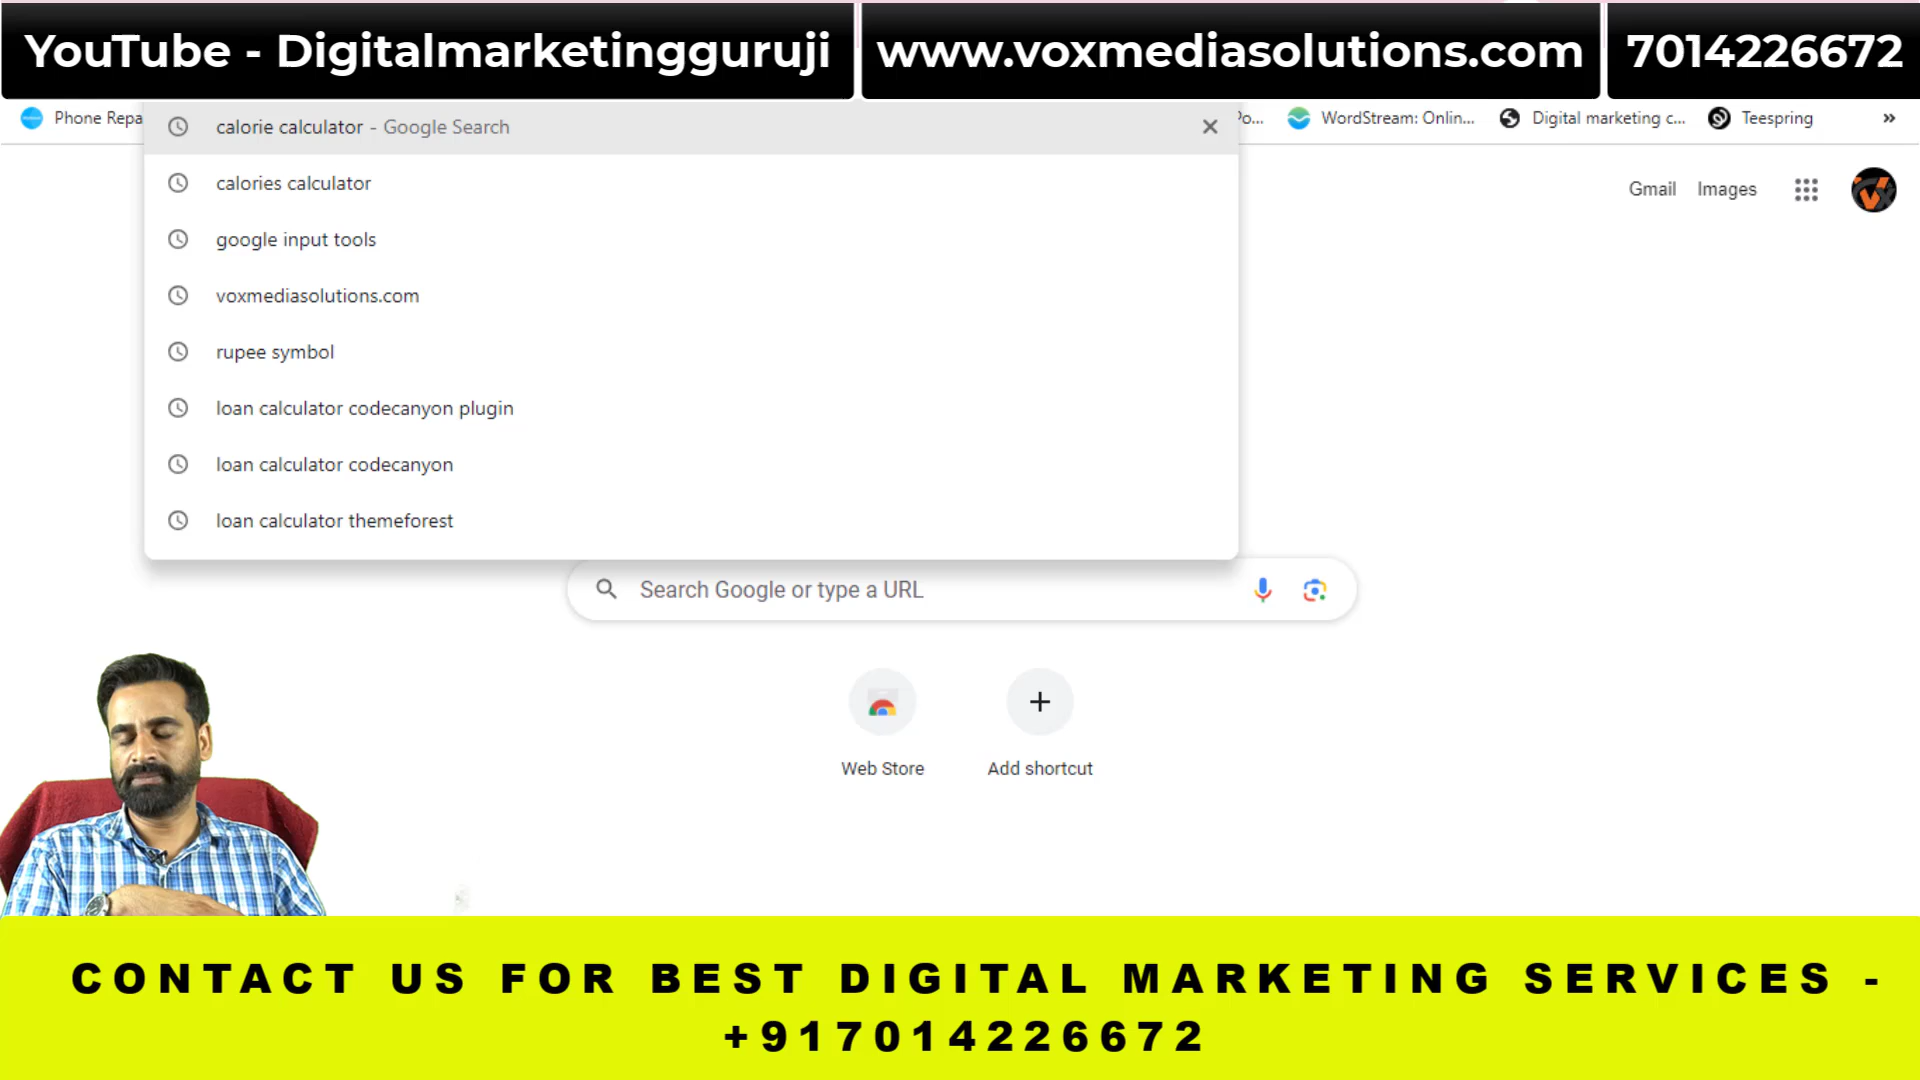 YouTube - Digitalmarketingguruji www.voxmediasolutions.com 7014226672
Phone Repa
Po... WordStream: Onlin... Digital marketing c... Teespring »
calorie calculator - Google Search
calories calculator
Gmail Images
google input tools
voxmediasolutions.com
rupee symbol
loan calculator codecanyon plugin
loan calculator codecanyon
loan calculator themeforest
Search Google or type a URL
Web Store Add shortcut
CONTACT US FOR BEST DIGITAL MARKETING SERVICES -
+917014226672